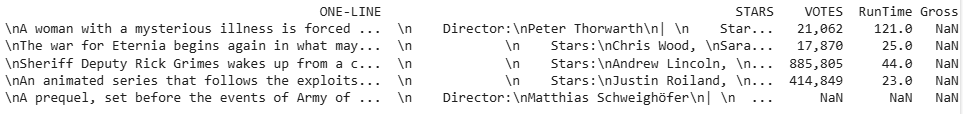 ONE-LINE STARS VOTES RunTime Gross
\nA woman with a mysterious illness is forced ... \n Director:\nPeter Thorwarth\n| \n Star... 21,062 121.0 NaN
\nThe war for Eternia begins again in what may... \n \n Stars:\nChris Wood, \nSara... 17,870 25.0 NaN
\nSheriff Deputy Rick Grimes wakes up from a c... \n \n Stars:\nAndrew Lincoln, \n... 885,805 44.0 NaN
\nAn animated series that follows the exploits... \n \n Stars:\nJustin Roiland, \n... 414,849 23.0 NaN
\nA prequel, set before the events of Army of ... \n Director:\nMatthias Schweighöfer\n| \n ... NaN NaN NaN